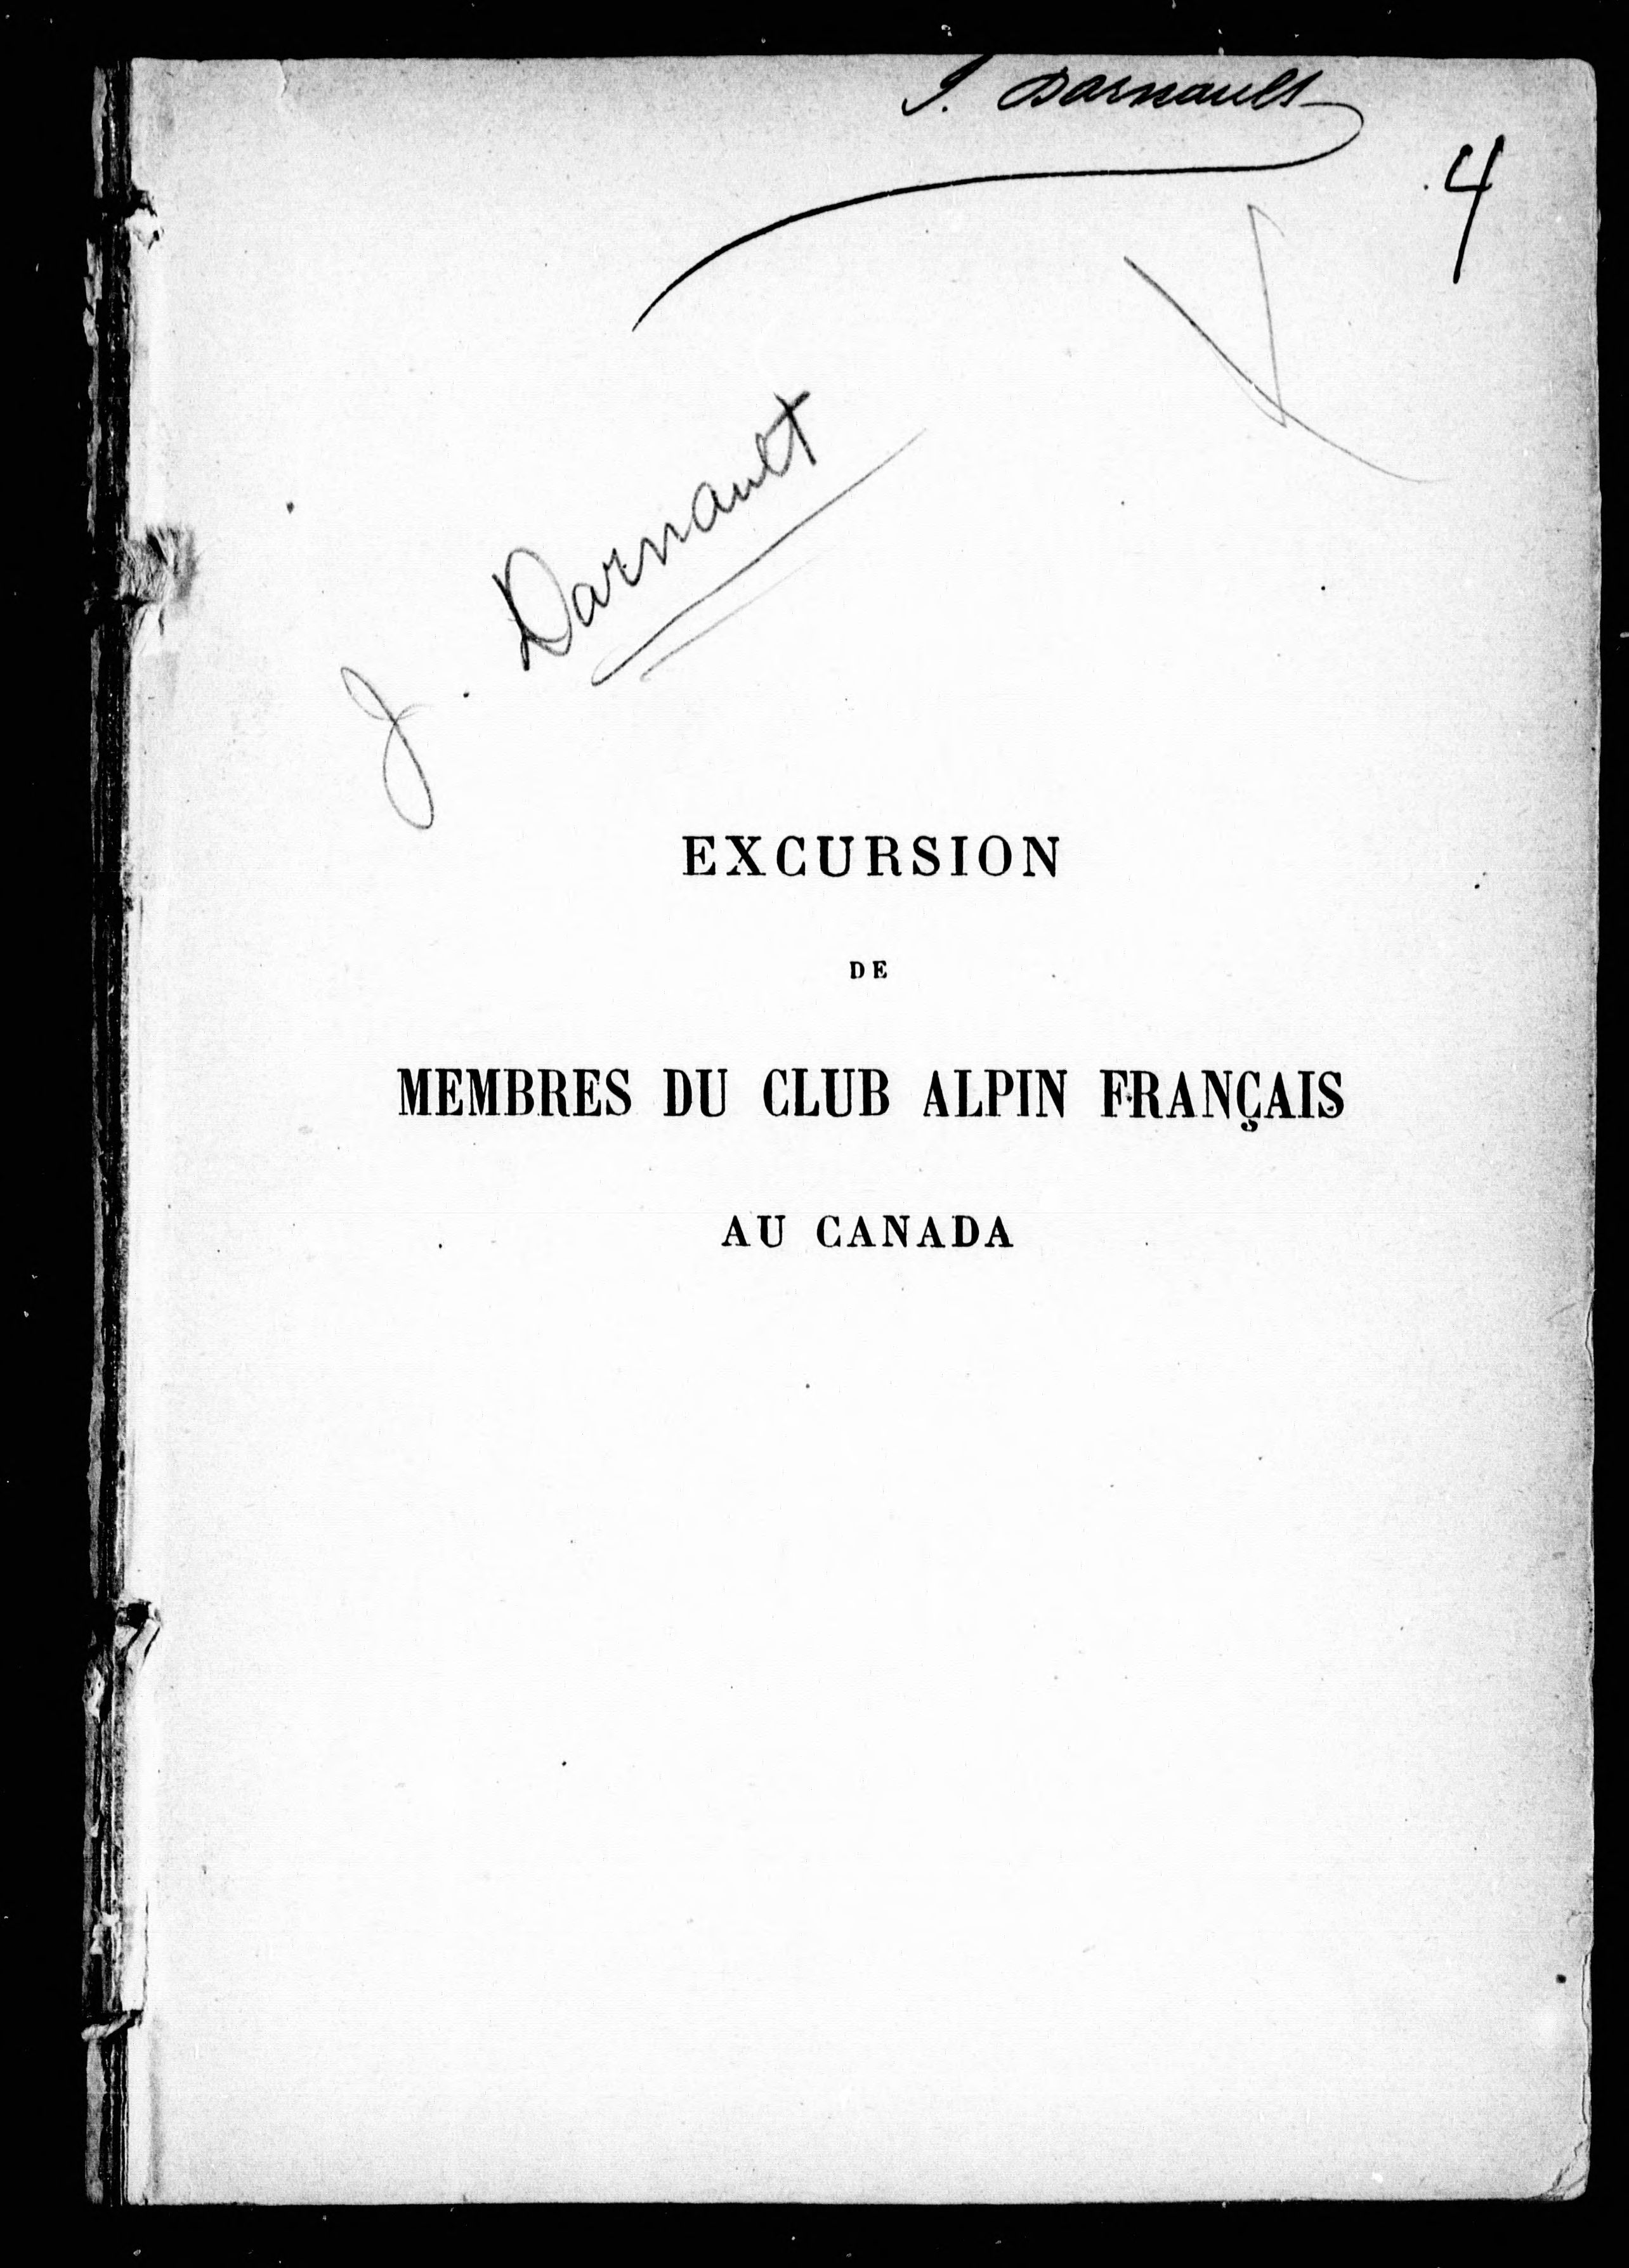 J. Darnault
4
J. Darnault
EXCURSION
DE
MEMBRES DU CLUB ALPIN FRANÇAIS
AU CANADA